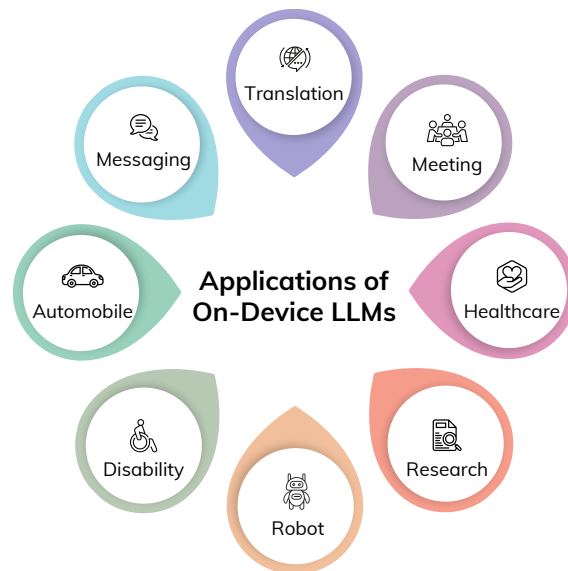 Translation
Messaging
Meeting
Applications of
On-Device LLMs
Automobile
Healthcare
Disability
Research
Robot